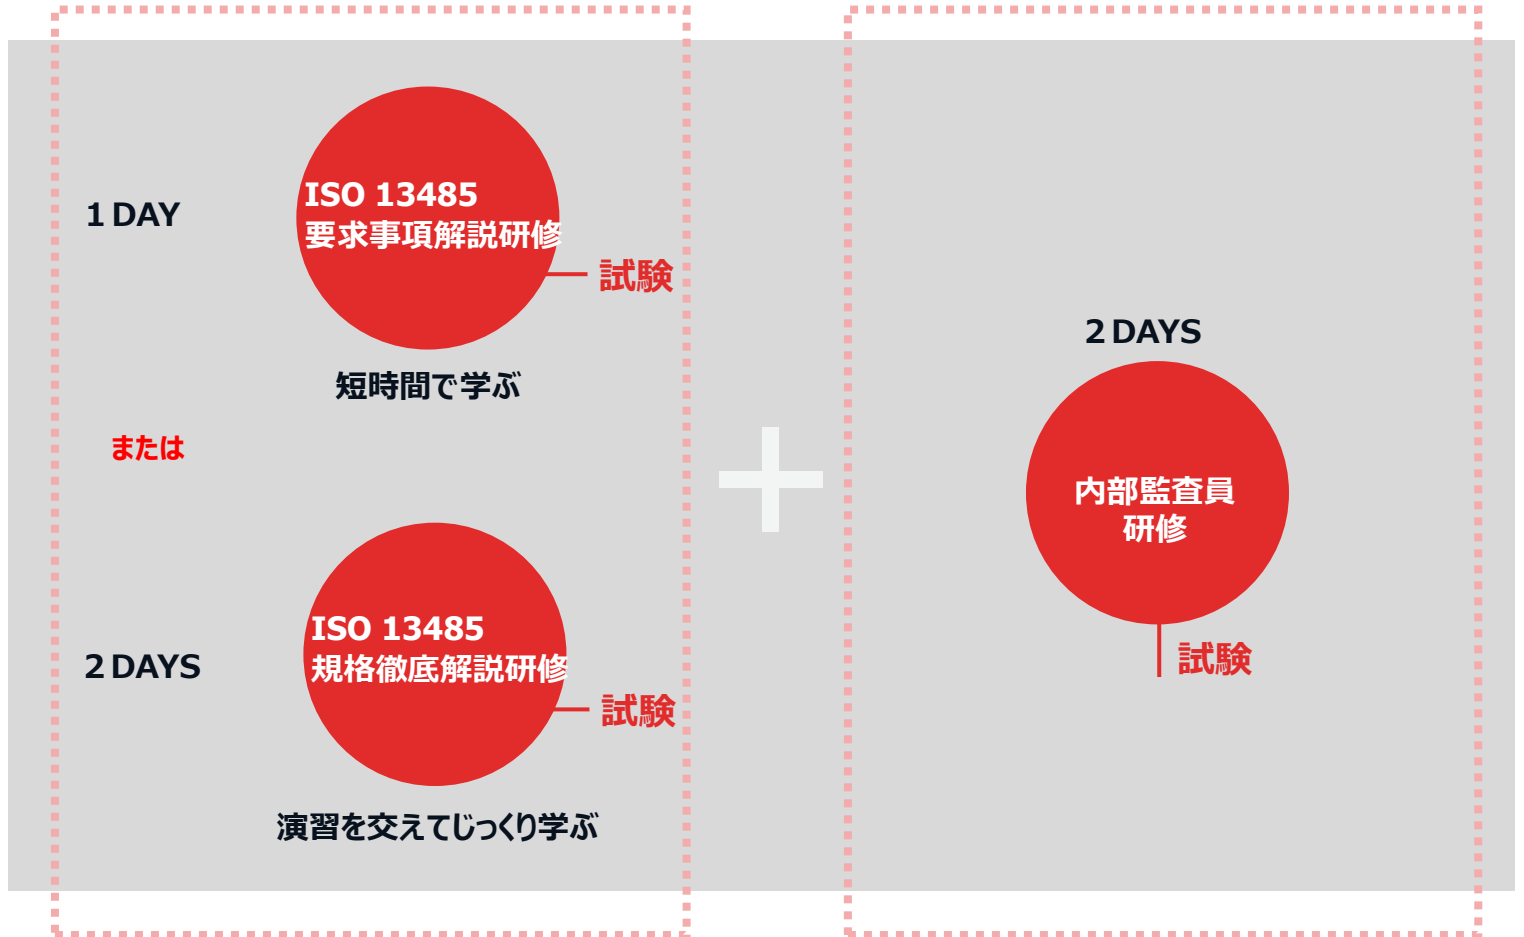 1 DAY
ISO 13485
要求事項解説研修
試験
短時間で学ぶ
または
2 DAYS
ISO 13485
規格徹底解説研修
試験
演習を交えてじっくり学ぶ
2 DAYS
内部監査員
研修
試験